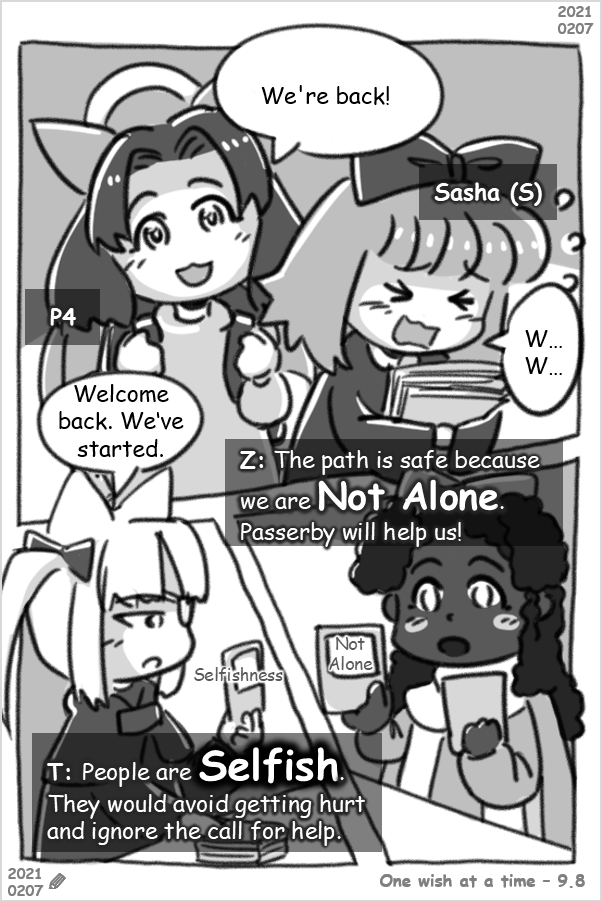 2021
0207
We're back!
Sasha (S)
P4
W...
W...
Welcome
back. We've
started.
Z: The path is safe because
we are Not Alone.
Passerby will help us!
Not
Alone
Selfishness
T: People are Selfish.
They would avoid getting hurt
and ignore the call for help.
2021
0207
One wish at a time - 9.8